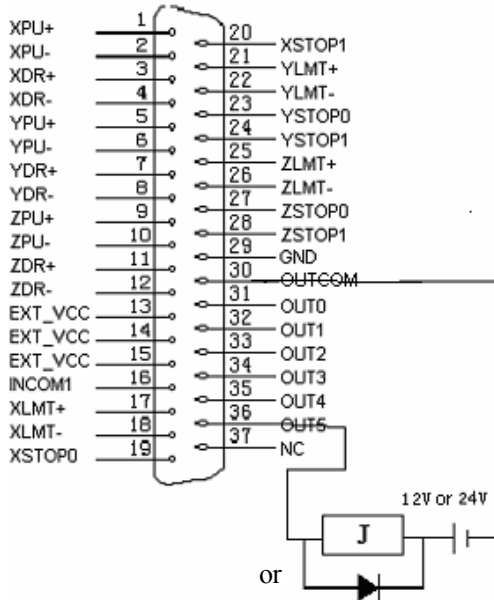 XPU+ 1
XPU- 2
XDR+ 3
XDR- 4
YPU+ 5
YPU- 6
YDR+ 7
YDR- 8
ZPU+ 9
ZPU- 10
ZDR+ 11
ZDR- 12
EXT_VCC 13
EXT_VCC 14
EXT_VCC 15
INCOM1 16
XLMT+ 17
XLMT- 18
XSTOP0 19
20 XSTOP1
21 YLMT+
22 YLMT-
23 YSTOP0
24 YSTOP1
25 ZLMT+
26 ZLMT-
27 ZSTOP0
28 ZSTOP1
29 GND
30 OUTCOM
31 OUT0
32 OUT1
33 OUT2
34 OUT3
35 OUT4
36 OUT5
37 NC
12V or 24V
J
or